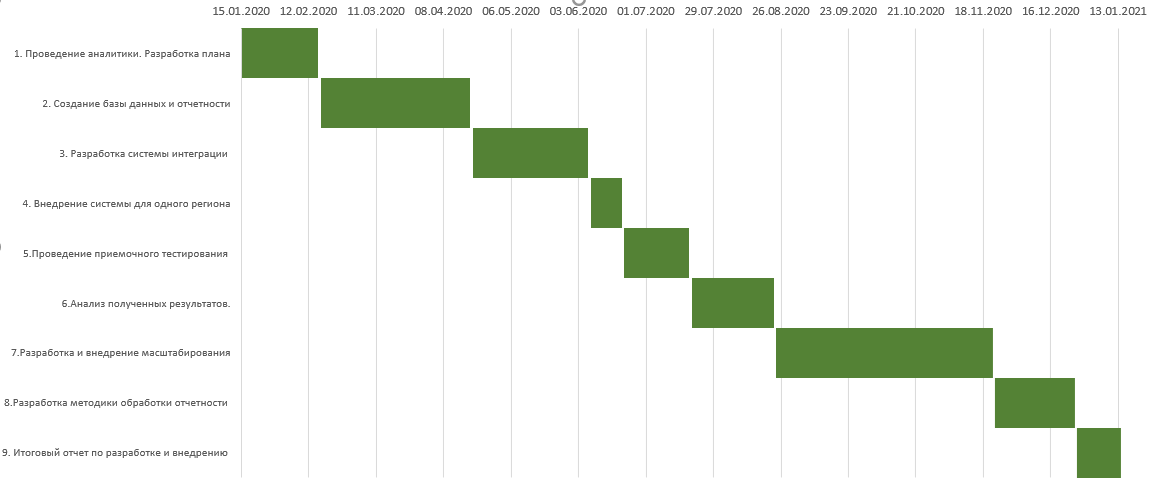 15.01.2020 12.02.2020 11.03.2020 08.04.2020 06.05.2020 03.06.2020 01.07.2020 29.07.2020 26.08.2020 23.09.2020 21.10.2020 18.11.2020 16.12.2020 13.01.2021
1. Проведение аналитики. Разработка плана
2. Создание базы данных и отчетности
3. Разработка системы интеграции
4. Внедрение системы для одного региона
5.Проведение приемочного тестирования
6.Анализ полученных результатов.
7.Разработка и внедрение масштабирования
8.Разработка методики обработки отчетности
9. Итоговый отчет по разработке и внедрению